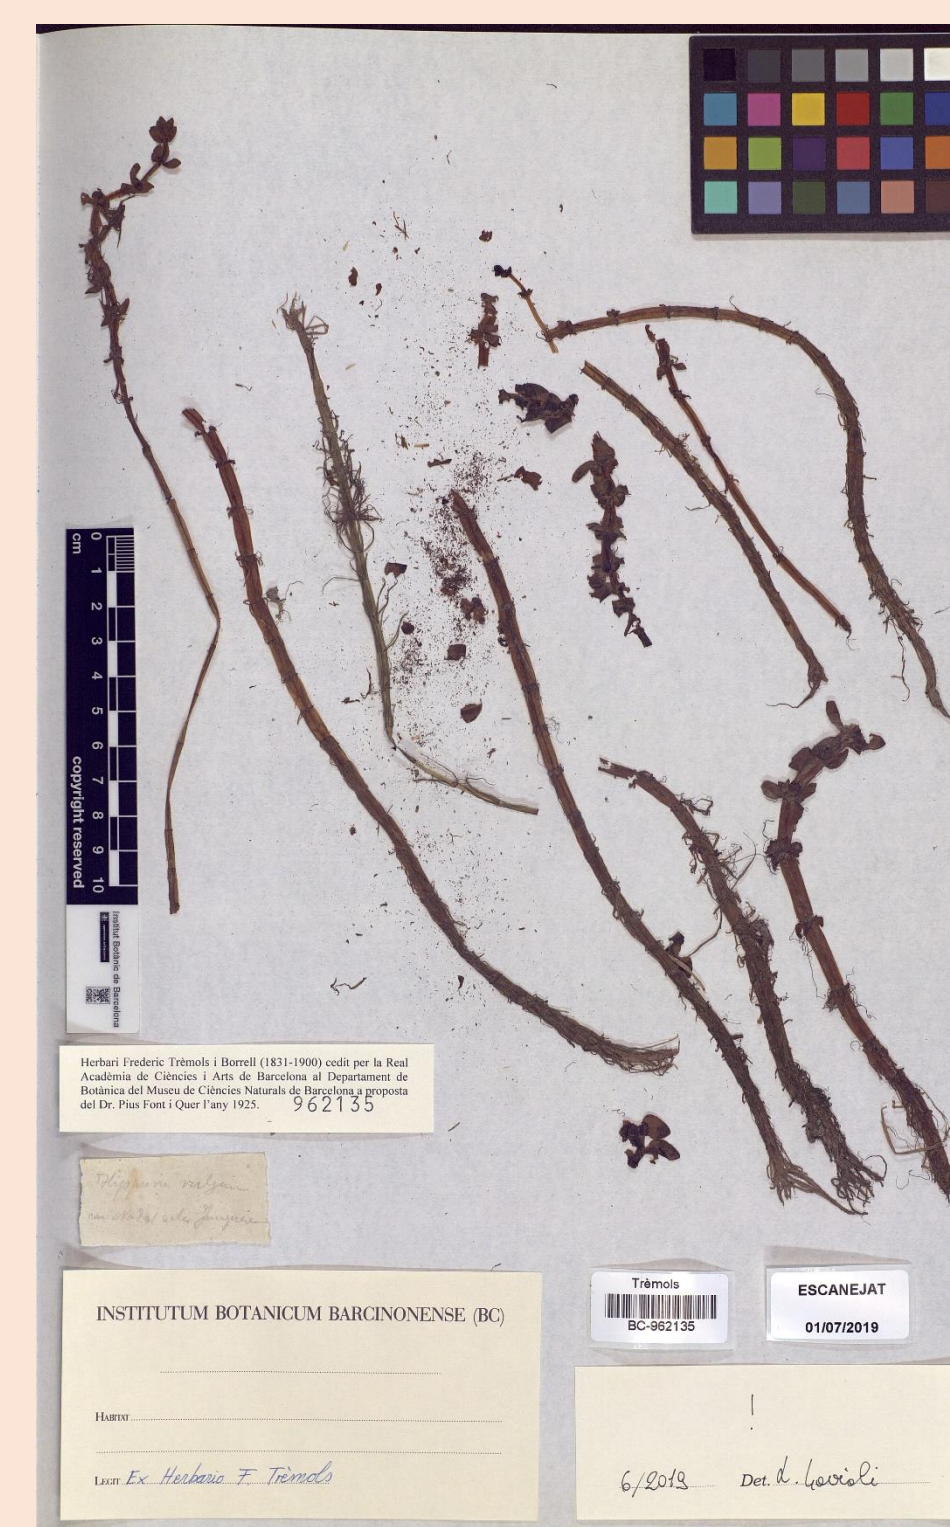 0
cm
1
2
3
4
5
6
7
8
9
10
copyright reserved
Institut Botànic de Barcelona
Herbari Frederic Trèmols i Borrell (1831-1900) cedit per la Real
Acadèmia de Ciències i Arts de Barcelona al Departament de
Botànica del Museu de Ciències Naturals de Barcelona a proposta
del Dr. Pius Font i Quer l'any 1925. 962135
INSTITUTUM BOTANICUM BARCINONENSE (BC)
HABITAT
LEGIT Ex Herbario F. Trèmols
Trèmols
BC-962135
ESCANEJAT
01/07/2019
!
6/2019 Det.